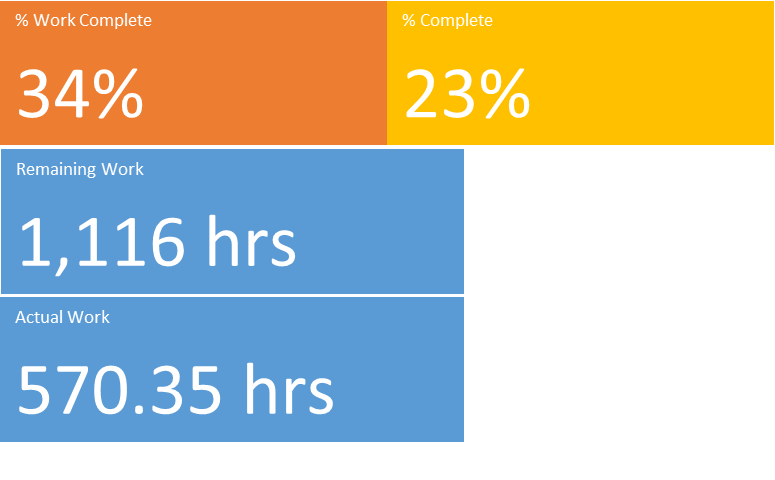 % Work Complete
34%
% Complete
23%
Remaining Work
1,116 hrs
Actual Work
570.35 hrs